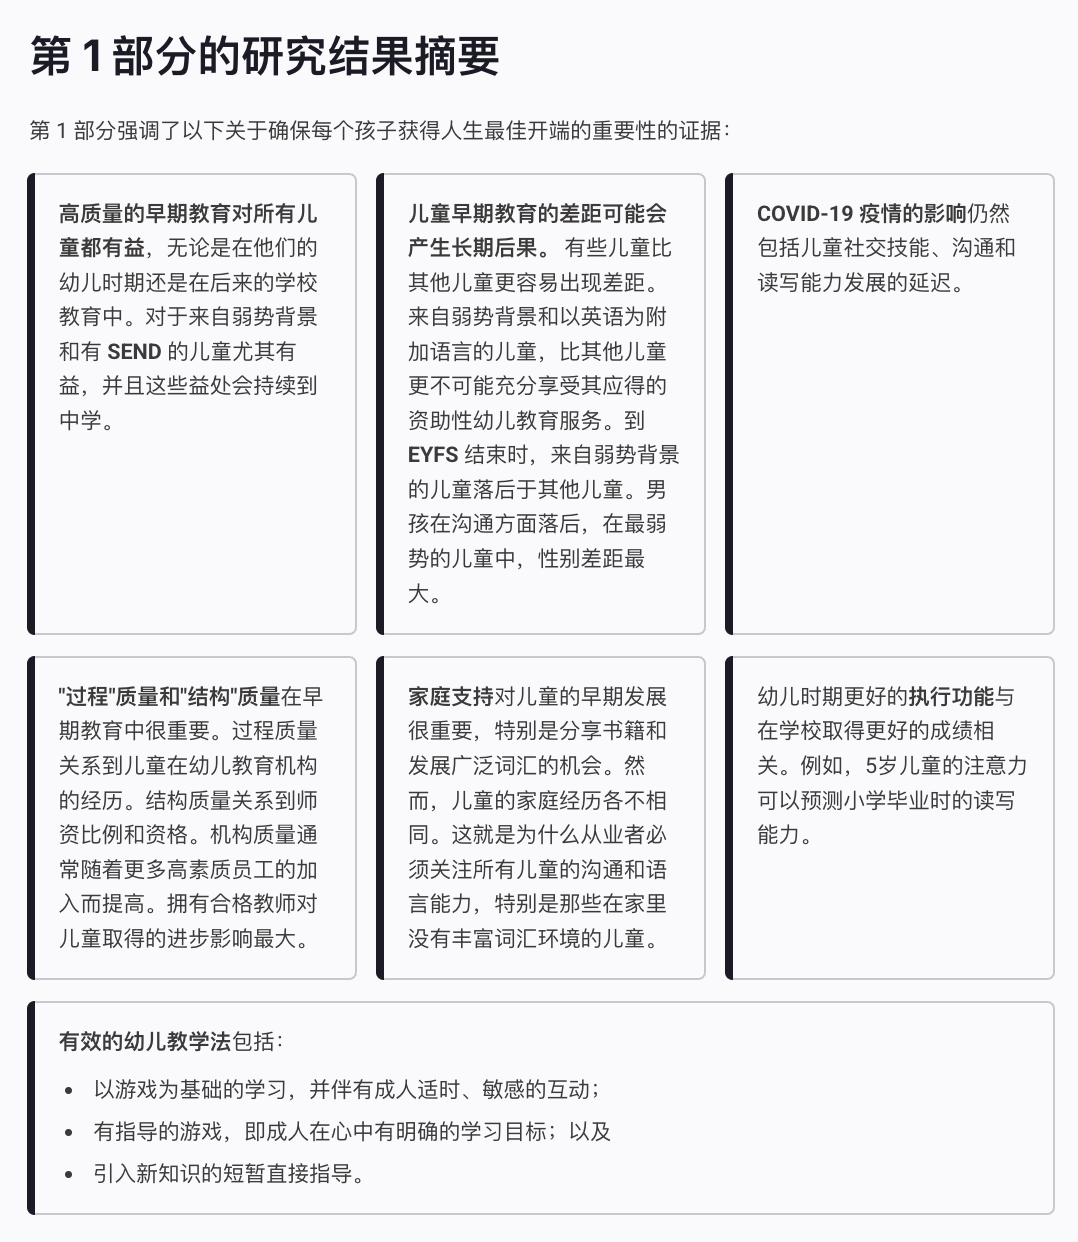 第 1 部分的研究结果摘要
第 1 部分强调了以下关于确保每个孩子获得人生最佳开端的重要性的证据：
高质量的早期教育对所有儿
童都有益，无论是在他们的
幼儿时期还是在后来的学校
教育中。对于来自弱势背景
和有 SEND 的儿童尤其有
益，并且这些益处会持续到
中学。
儿童早期教育的差距可能会
产生长期后果。 有些儿童比
其他儿童更容易出现差距。
来自弱势背景和以英语为附
加语言的儿童，比其他儿童
更不可能充分享受其应得的
资助性幼儿教育服务。到
EYFS 结束时，来自弱势背景
的儿童落后于其他儿童。男
孩在沟通方面落后，在最弱
势的儿童中，性别差距最
大。
COVID-19 疫情的影响仍然
包括儿童社交技能、沟通和
读写能力发展的延迟。
"过程"质量和"结构"质量在早
期教育中很重要。过程质量
关系到儿童在幼儿教育机构
的经历。结构质量关系到师
资比例和资格。机构质量通
常随着更多高素质员工的加
入而提高。拥有合格教师对
儿童取得的进步影响最大。
家庭支持对儿童的早期发展
很重要，特别是分享书籍和
发展广泛词汇的机会。然
而，儿童的家庭经历各不相
同。这就是为什么从业者必
须关注所有儿童的沟通和语
言能力，特别是那些在家里
没有丰富词汇环境的儿童。
幼儿时期更好的执行功能与
在学校取得更好的成绩相
关。例如，5岁儿童的注意力
可以预测小学毕业时的读写
能力。
有效的幼儿教学法包括：
• 以游戏为基础的学习，并伴有成人适时、敏感的互动；
• 有指导的游戏，即成人在心中有明确的学习目标；以及
• 引入新知识的短暂直接指导。